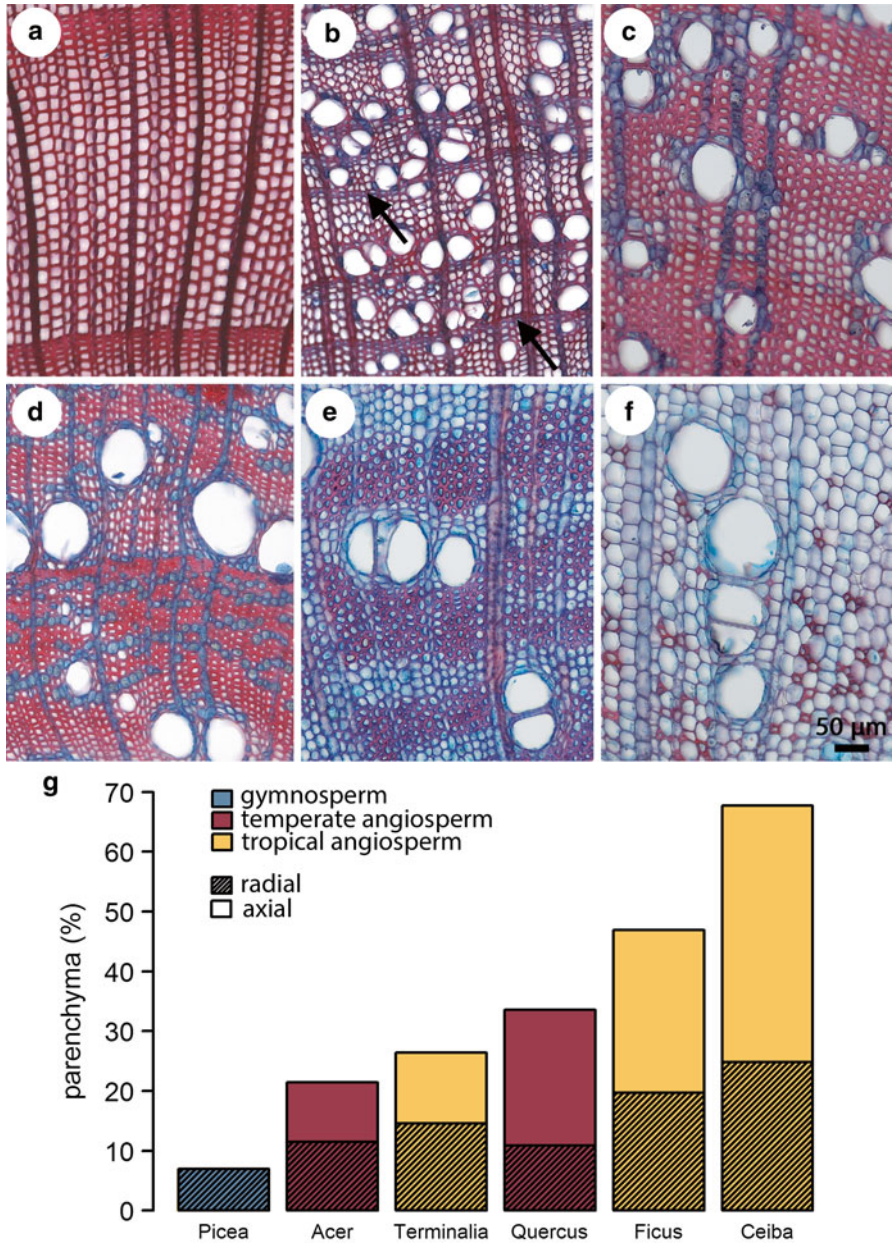 a
b
c
d
e
f
50 µm
g
gymnosperm
temperate angiosperm
tropical angiosperm
radial
axial
parenchyma (%)
70
60
50
40
30
20
10
0
Picea Acer Terminalia Quercus Ficus Ceiba